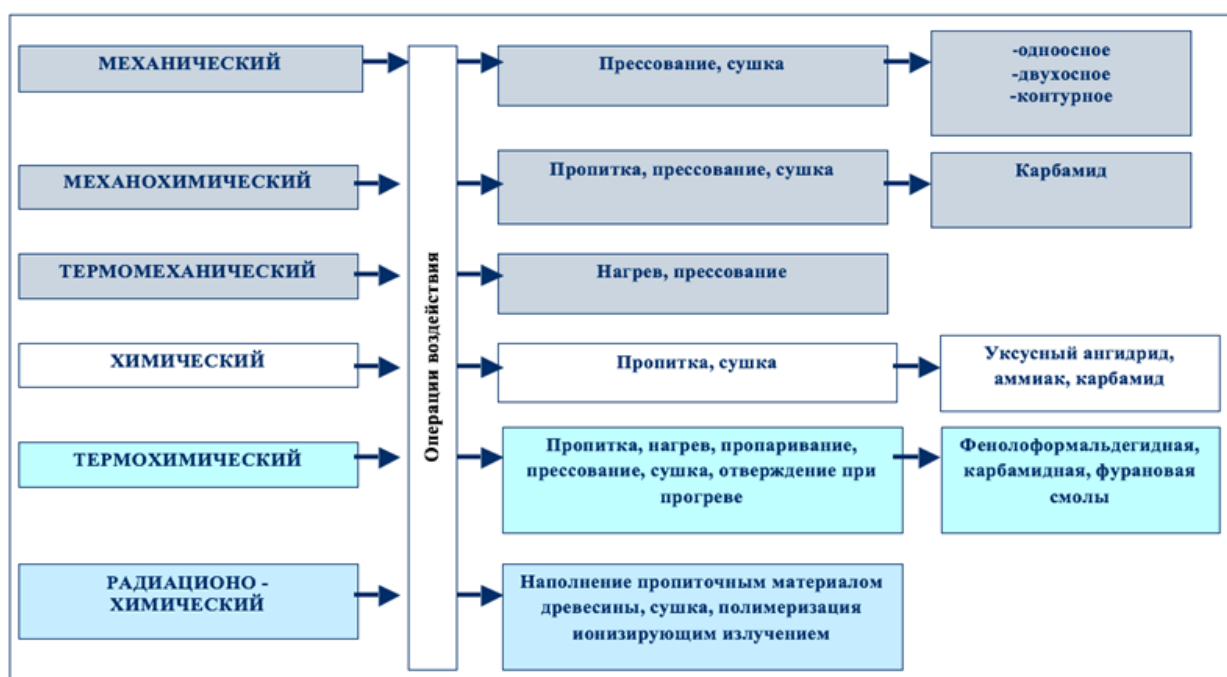 МЕХАНИЧЕСКИЙ
Прессование, сушка
-одноосное
-двухосное
-контурное
МЕХАНОХИМИЧЕСКИЙ
Пропитка, прессование, сушка
Карбамид
ТЕРМОМЕХАНИЧЕСКИЙ
Нагрев, прессование
Операции воздействия
ХИМИЧЕСКИЙ
Пропитка, сушка
Уксусный ангидрид,
аммиак, карбамид
ТЕРМОХИМИЧЕСКИЙ
Пропитка, нагрев, пропаривание,
прессование, сушка, отверждение при
прогреве
Фенолоформальдегидная,
карбамидная, фурановая
смолы
РАДИАЦИОНО -
ХИМИЧЕСКИЙ
Наполнение пропиточным материалом
древесины, сушка, полимеризация
ионизирующим излучением